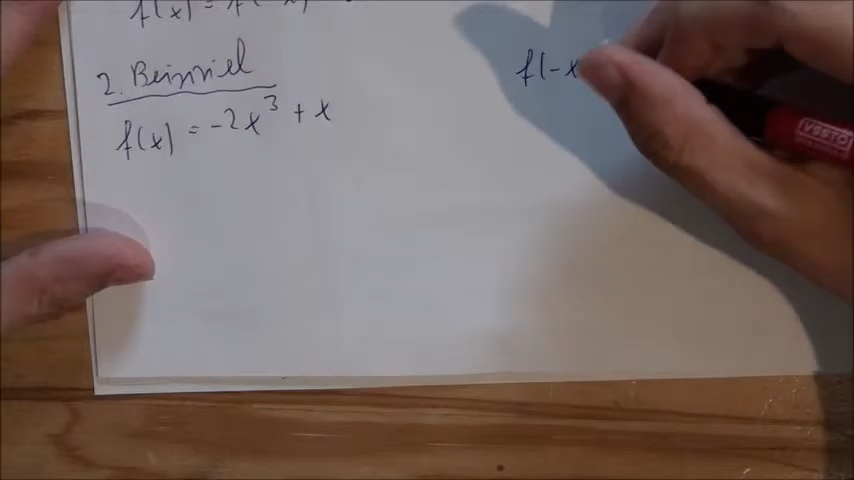 f(x) = f(
2. Beispiel
f(x) = -2x³ + x
f(-x